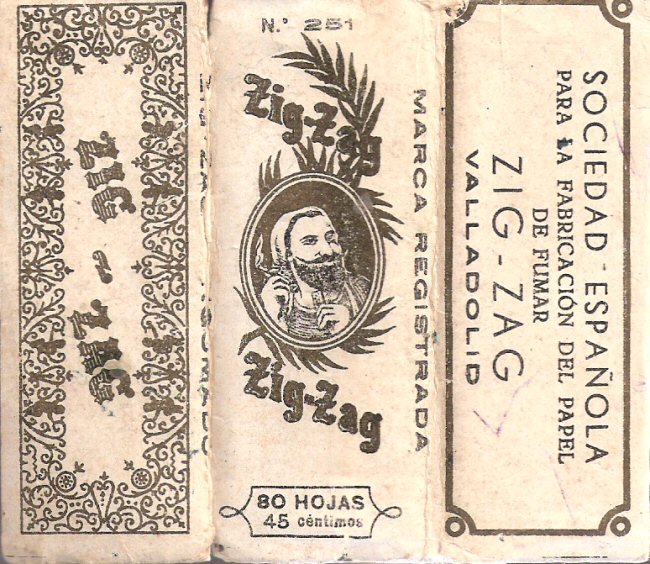 ZIG-ZAG
N.° 251
Zig-Zag
Zig-Zag
80 HOJAS
45 céntimos
MARCA REGISTRADA
SOCIEDAD ESPAÑOLA
PARA LA FABRICACIÓN DEL PAPEL
DE FUMAR
ZIG-ZAG
VALLADOLID